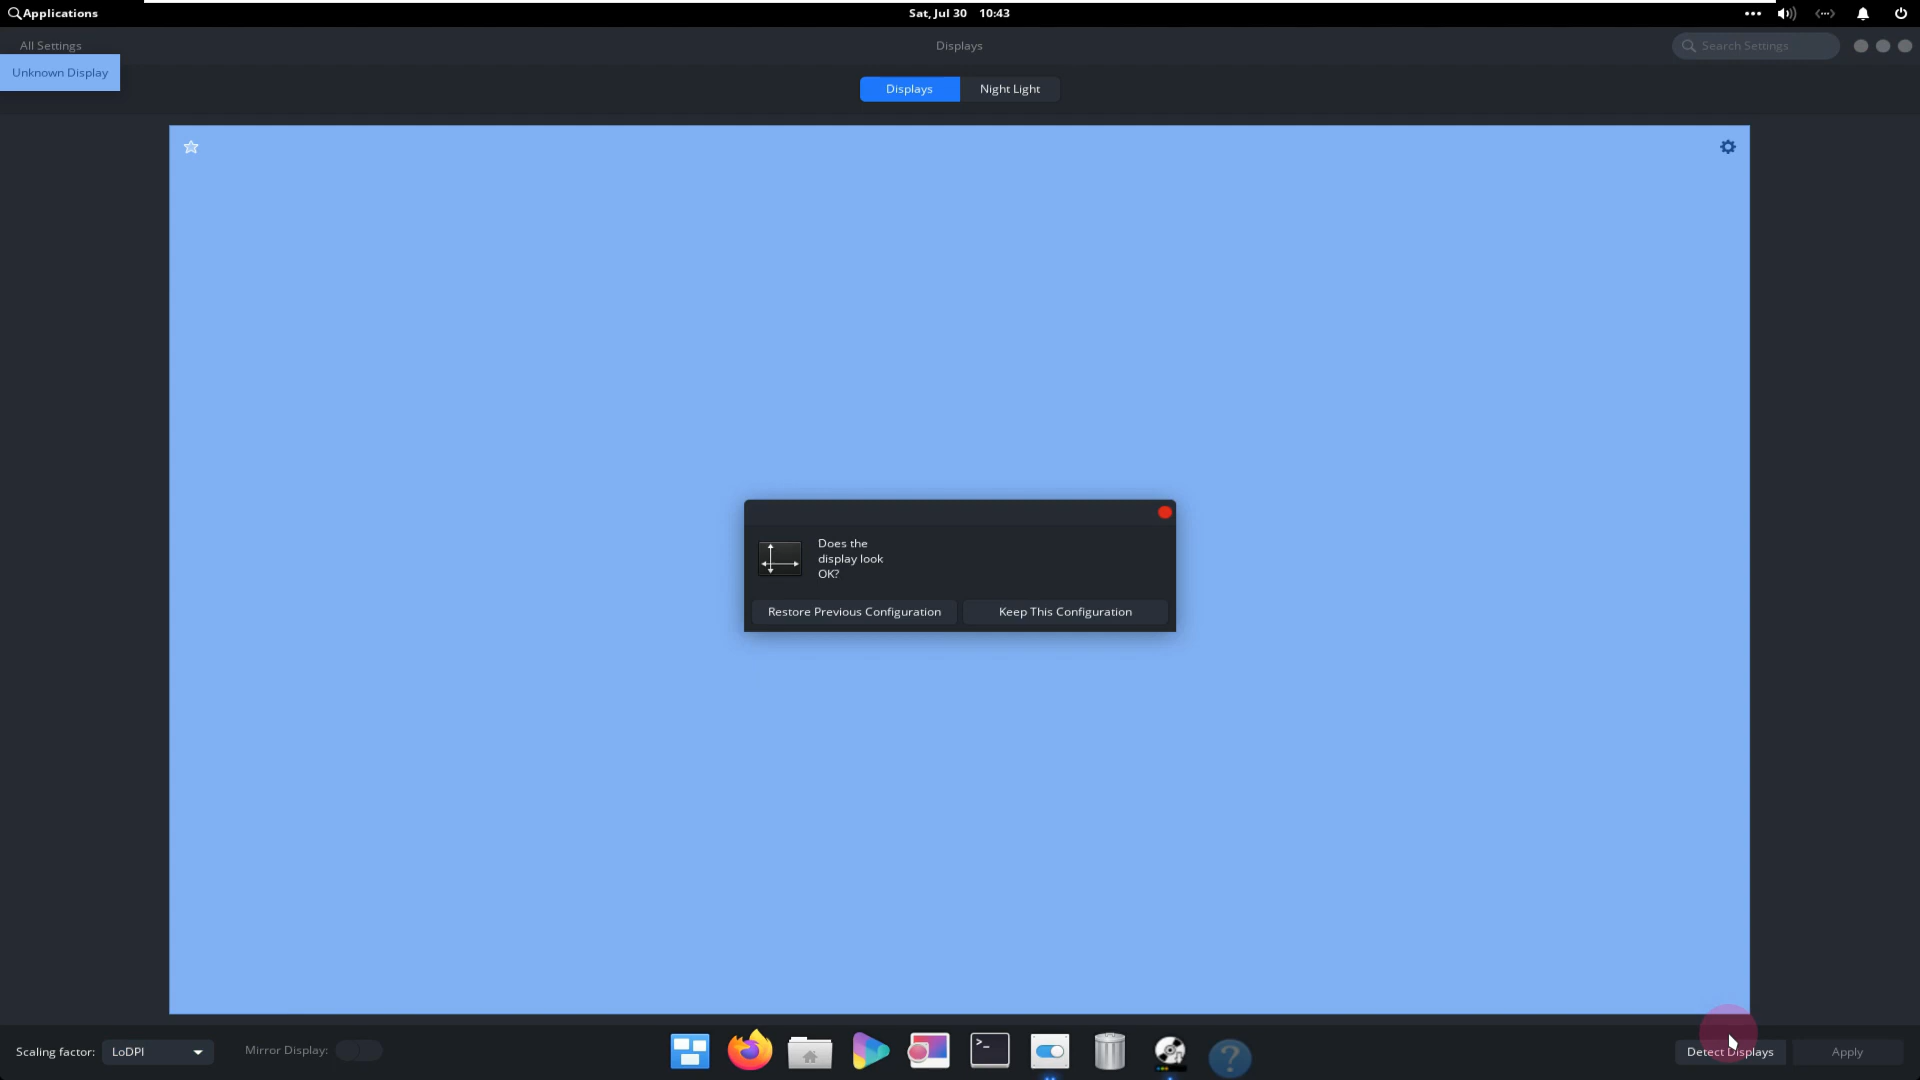 Applications
Sat, Jul 30 10:43
All Settings
Displays
Search Settings
Unknown Display
Displays
Night Light
Does the
display look
OK?
Restore Previous Configuration
Keep This Configuration
Scaling factor:
LoDPI
Mirror Display:
>_
?
Detect Displays
Apply